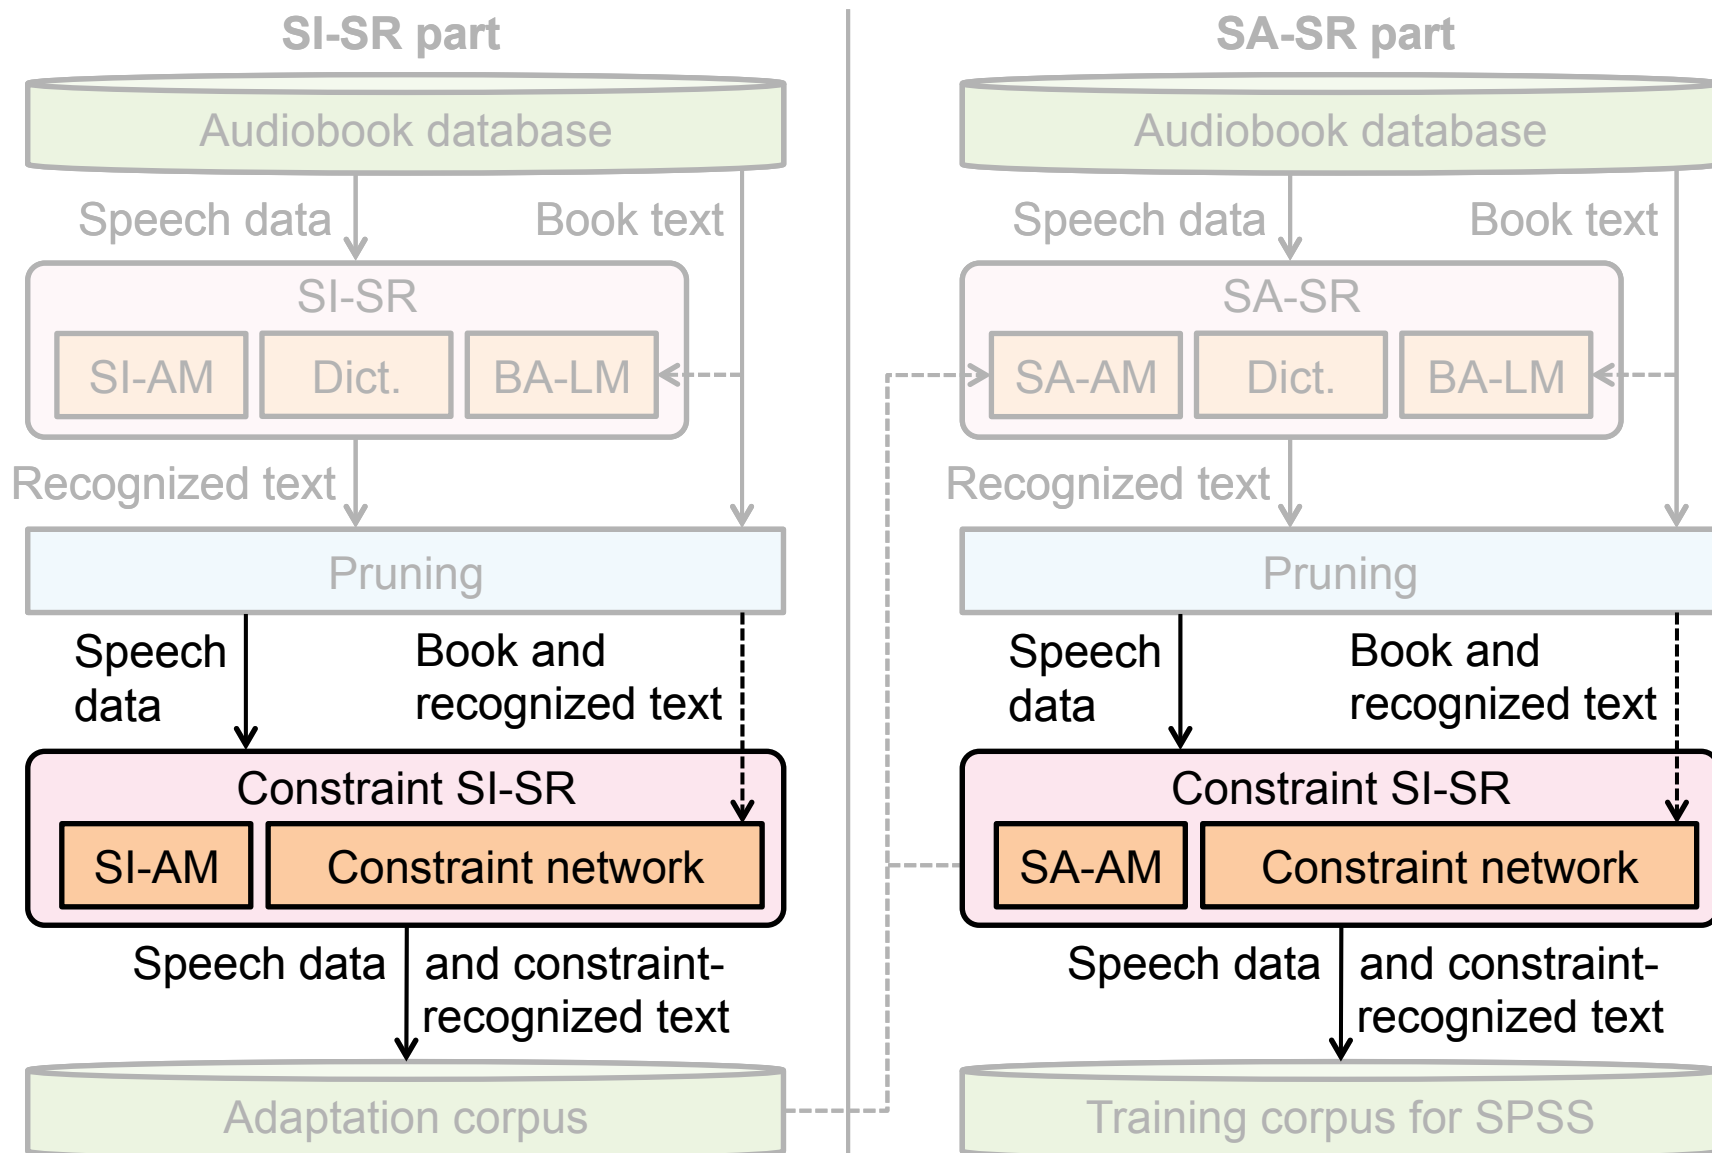 SI-SR part
Audiobook database
Speech data
Book text
SI-SR
SI-AM
Dict.
BA-LM
Recognized text
Pruning
Speech
data
Book and
recognized text
Constraint SI-SR
SI-AM
Constraint network
Speech data
and constraint-
recognized text
Adaptation corpus
SA-SR part
Audiobook database
Speech data
Book text
SA-SR
SA-AM
Dict.
BA-LM
Recognized text
Pruning
Speech
data
Book and
recognized text
Constraint SI-SR
SA-AM
Constraint network
Speech data
and constraint-
recognized text
Training corpus for SPSS